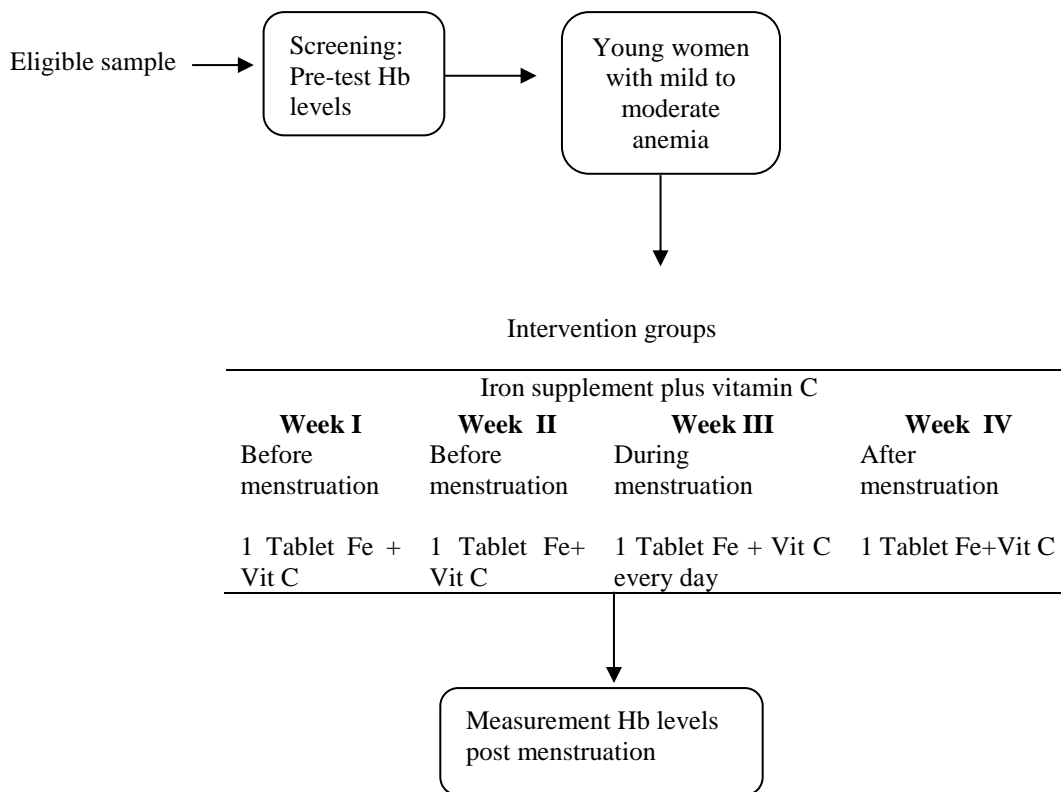 Eligible sample
Screening:
Pre-test Hb
levels
Young women
with mild to
moderate
anemia
Intervention groups
Iron supplement plus vitamin C
Week I
Before
menstruation
1 Tablet Fe +
Vit C
Week II
Before
menstruation
1 Tablet Fe+
Vit C
Week III
During
menstruation
1 Tablet Fe + Vit C
every day
Week IV
After
menstruation
1 Tablet Fe+Vit C
Measurement Hb levels
post menstruation